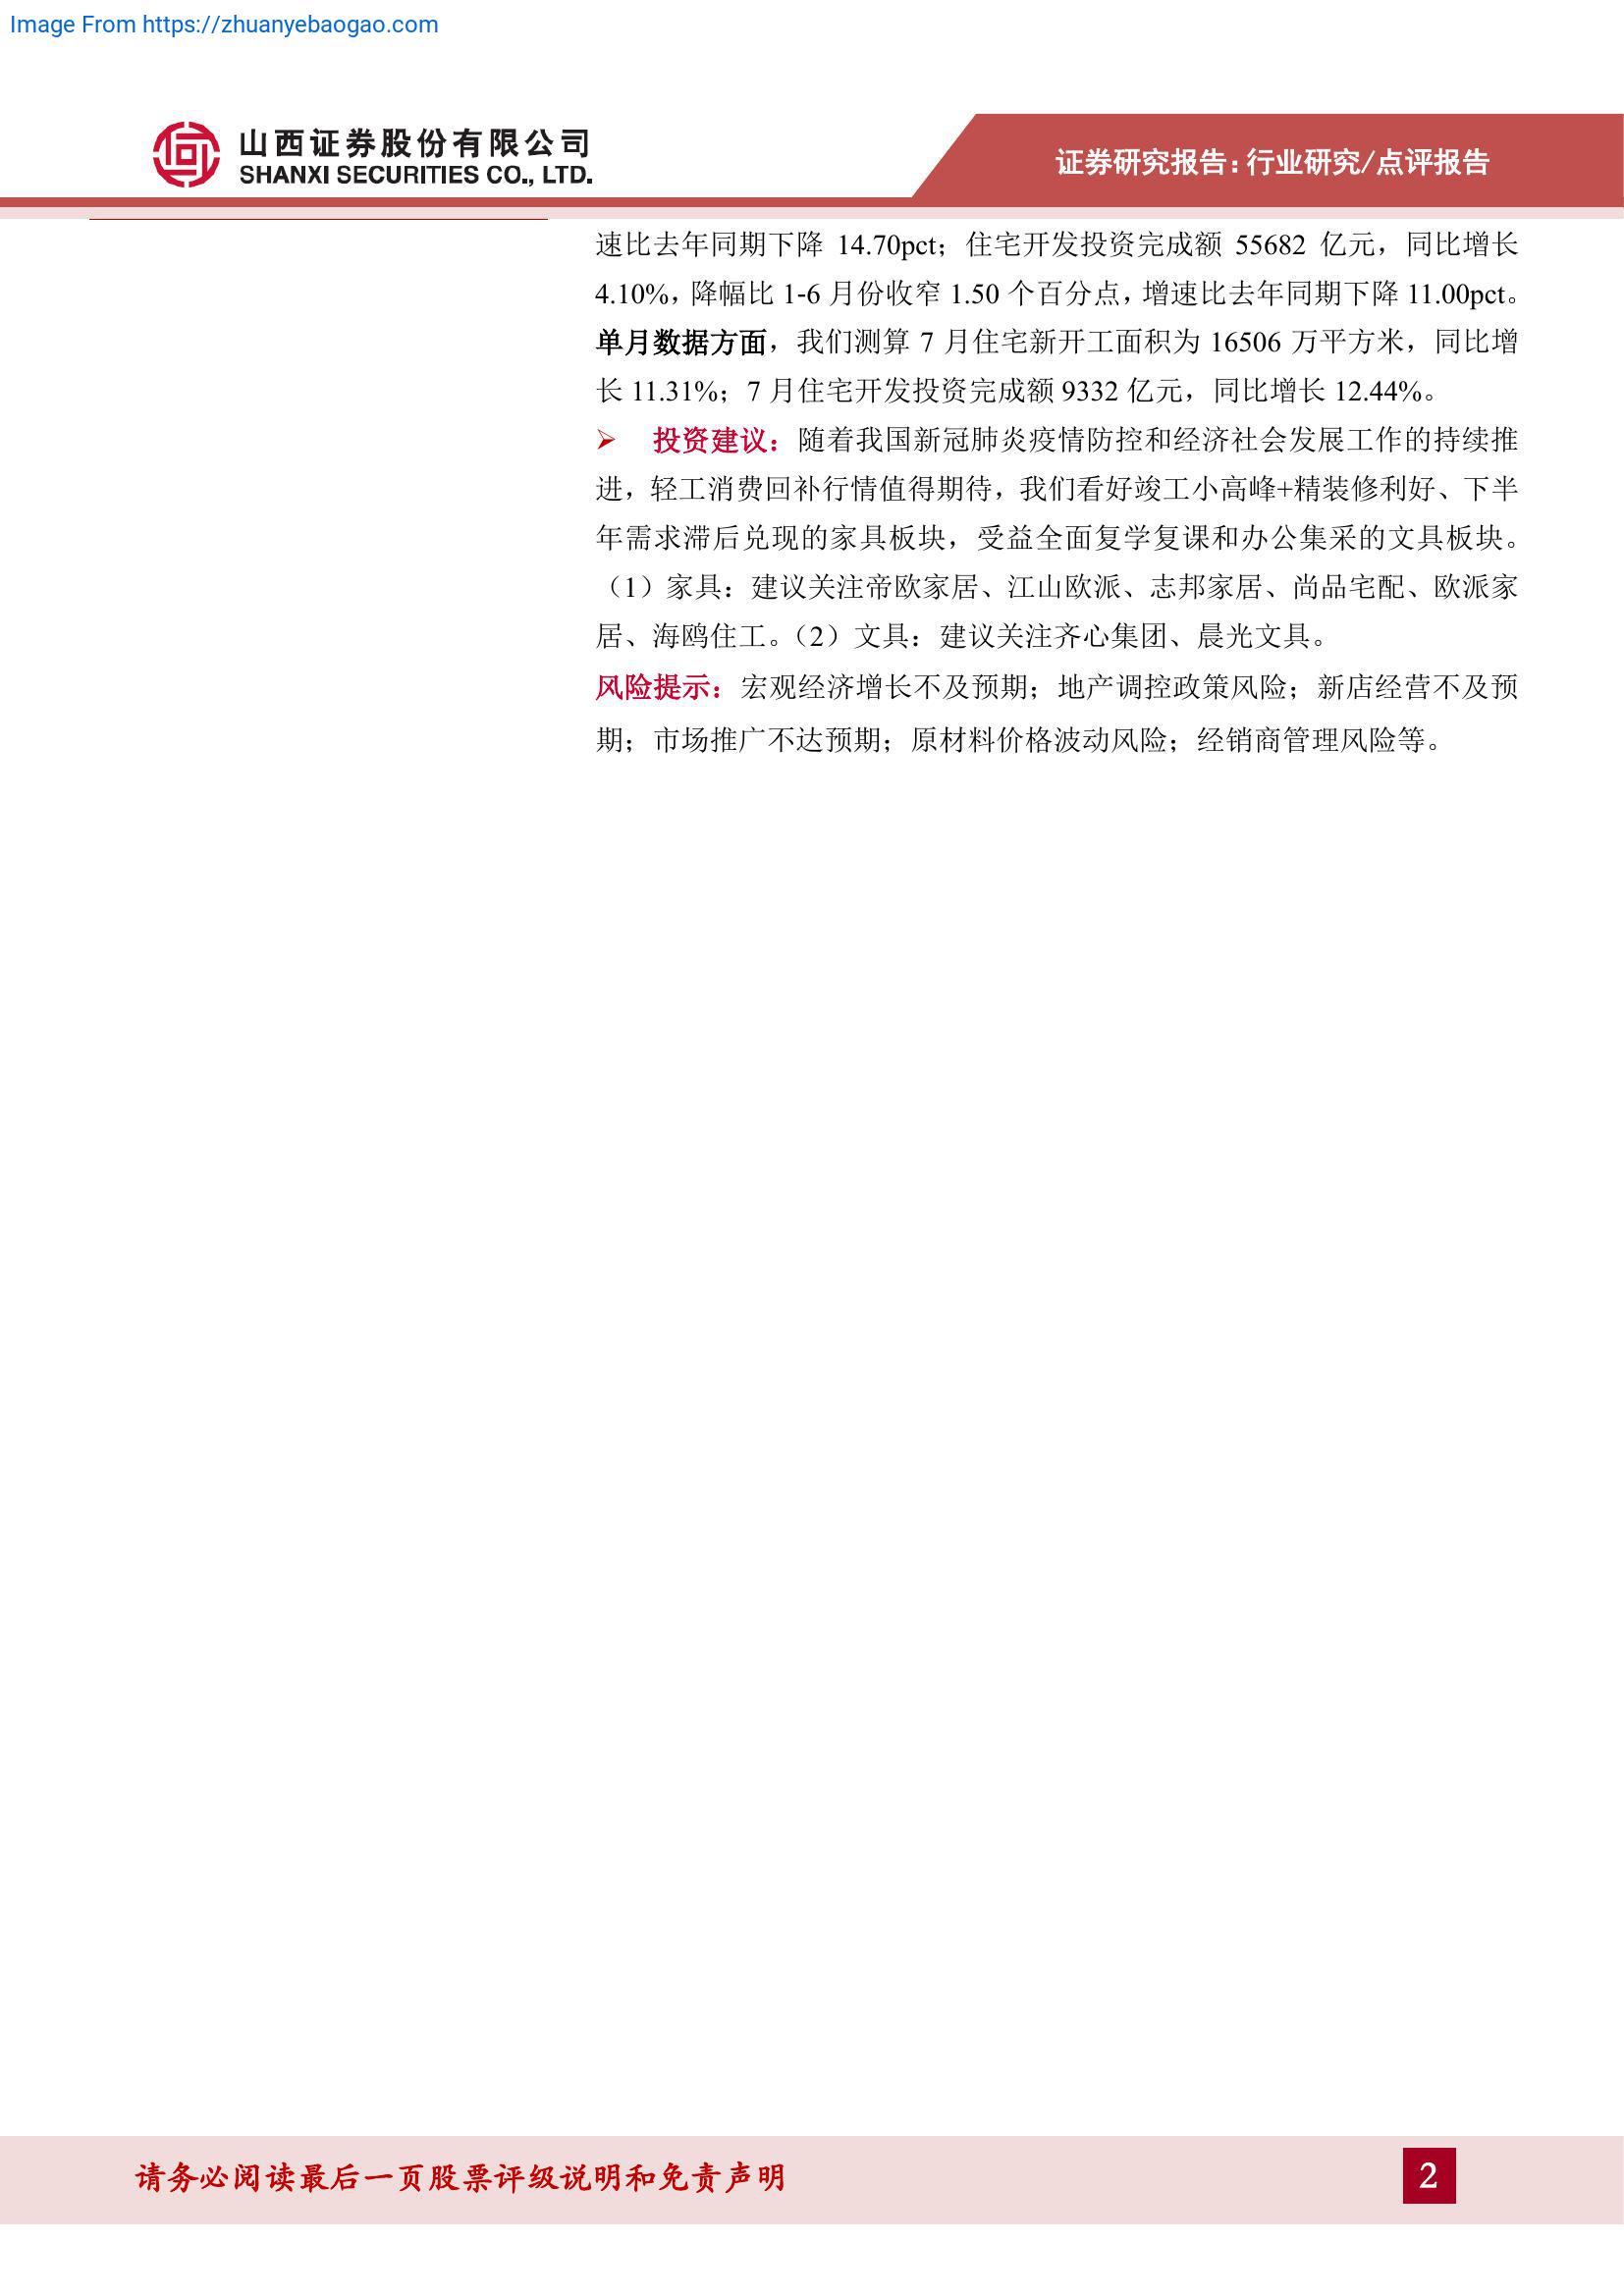 Image From https://zhuanyebaogao.com
山西证券股份有限公司
SHANXI SECURITIES CO., LTD.
证券研究报告：行业研究/点评报告
速比去年同期下降 14.70pct；住宅开发投资完成额 55682 亿元，同比增长
4.10%，降幅比 1-6 月份收窄 1.50 个百分点，增速比去年同期下降 11.00pct。
单月数据方面，我们测算 7 月住宅新开工面积为 16506 万平方米，同比增
长 11.31%；7 月住宅开发投资完成额 9332 亿元，同比增长 12.44%。
➢ 投资建议：随着我国新冠肺炎疫情防控和经济社会发展工作的持续推
进，轻工消费回补行情值得期待，我们看好竣工小高峰+精装修利好、下半
年需求滞后兑现的家具板块，受益全面复学复课和办公集采的文具板块。
（1）家具：建议关注帝欧家居、江山欧派、志邦家居、尚品宅配、欧派家
居、海鸥住工。（2）文具：建议关注齐心集团、晨光文具。
风险提示：宏观经济增长不及预期；地产调控政策风险；新店经营不及预
期；市场推广不达预期；原材料价格波动风险；经销商管理风险等。
请务必阅读最后一页股票评级说明和免责声明
2